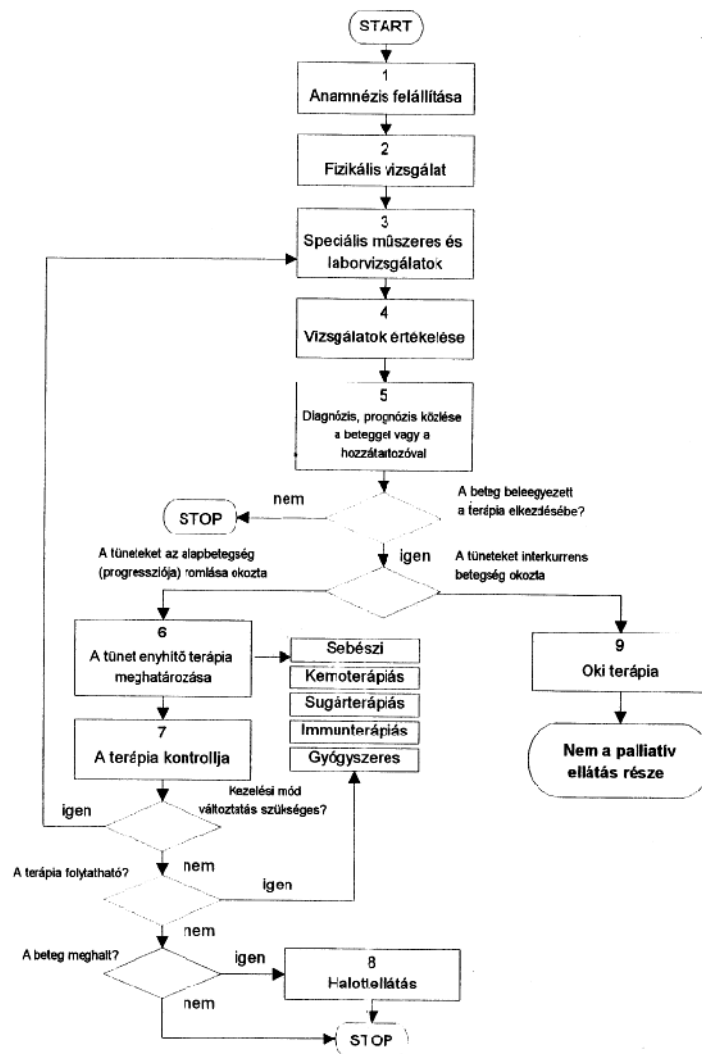 START
1
Anamnézis felállítása
2
Fizikális vizsgálat
3
Speciális műszeres és
laborvizsgálatok
4
Vizsgálatok értékelése
5
Diagnózis, prognózis közlése
a beteggel vagy a
hozzátartozóval
nem
A beteg beleegyezett
a terápia elkezdésébe?
STOP
igen
A tüneteket az alapbetegség
(progressziója) romlása okozta
A tüneteket interkurrens
betegség okozta
6
A tünet enyhítő terápia
meghatározása
Sebészi
Kemoterápiás
Sugárterápiás
Immunterápiás
Gyógyszeres
9
Oki terápia
7
A terápia kontrollja
Nem a palliatív
ellátás része
igen
Kezelési mód
változtatás szükséges?
nem
A terápia folytatható?
igen
nem
A beteg meghalt?
igen
8
Halottellátás
nem
STOP